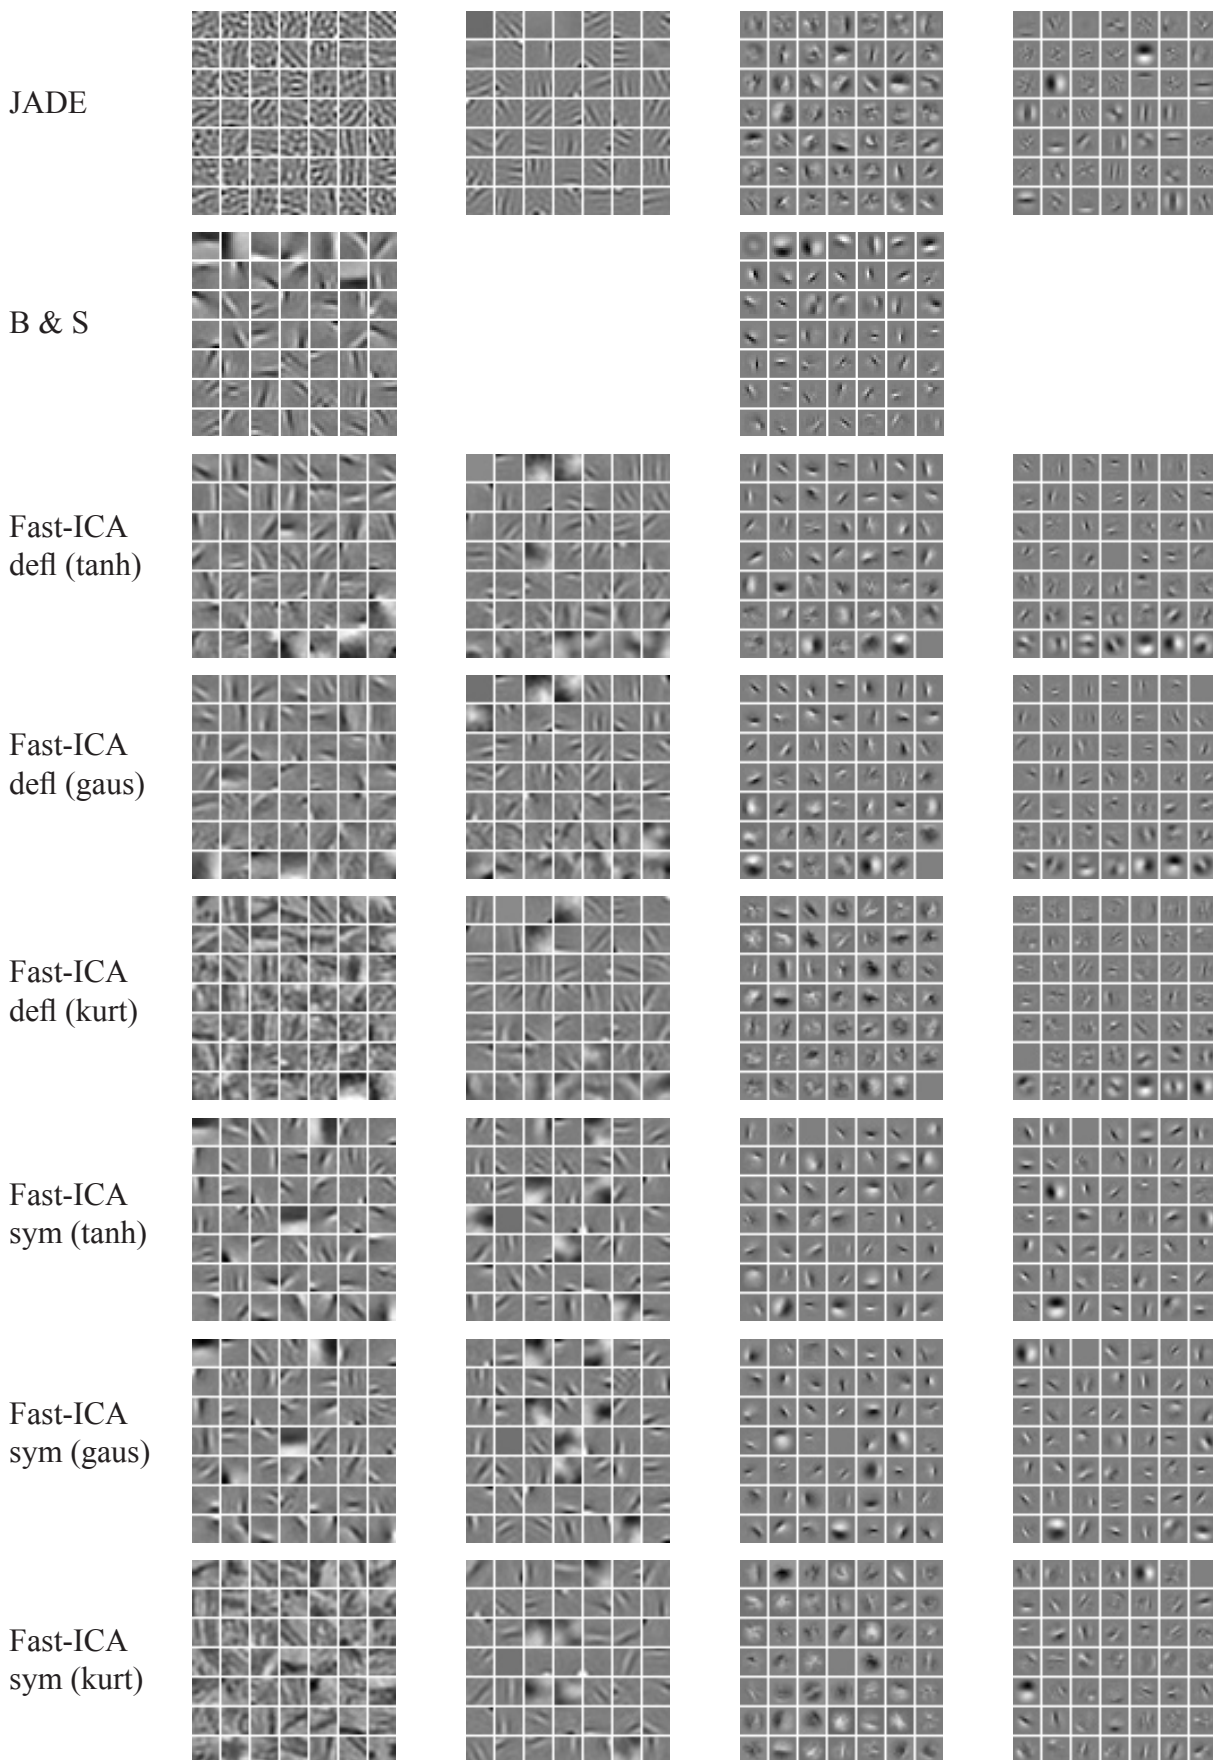 JADE
B & S
Fast-ICA
defl (tanh)
Fast-ICA
defl (gaus)
Fast-ICA
defl (kurt)
Fast-ICA
sym (tanh)
Fast-ICA
sym (gaus)
Fast-ICA
sym (kurt)